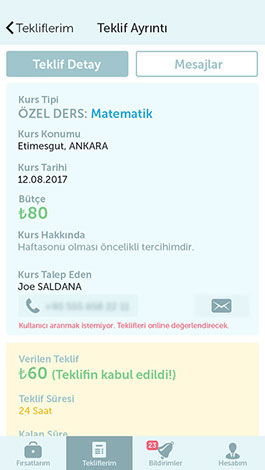 Tekliflerim
Teklif Ayrıntı
Teklif Detay
Mesajlar
Kurs Tipi
ÖZEL DERS: Matematik
Kurs Konumu
Etimesgut, ANKARA
Kurs Tarihi
12.08.2017
Bütçe
₺80
Kurs Hakkında
Haftasonu olması öncelikli tercihimdir.
Kurs Talep Eden
Joe SALDANA
Kullanıcı aranmak istemiyor. Teklifleri online değerlendirecek.
Verilen Teklif
₺60 (Teklifin kabul edildi!)
Teklif Süresi
24 Saat
Kalan Süre
23
Fırsatlarım
Tekliflerim
Bildirimler
Hesabım